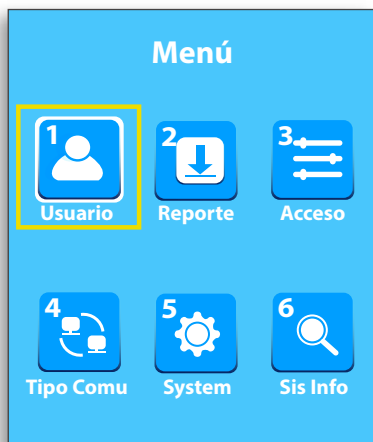 Menú
1 2 3
Usuario Reporte Acceso
4 5 6
Tipo Comu System Sis Info